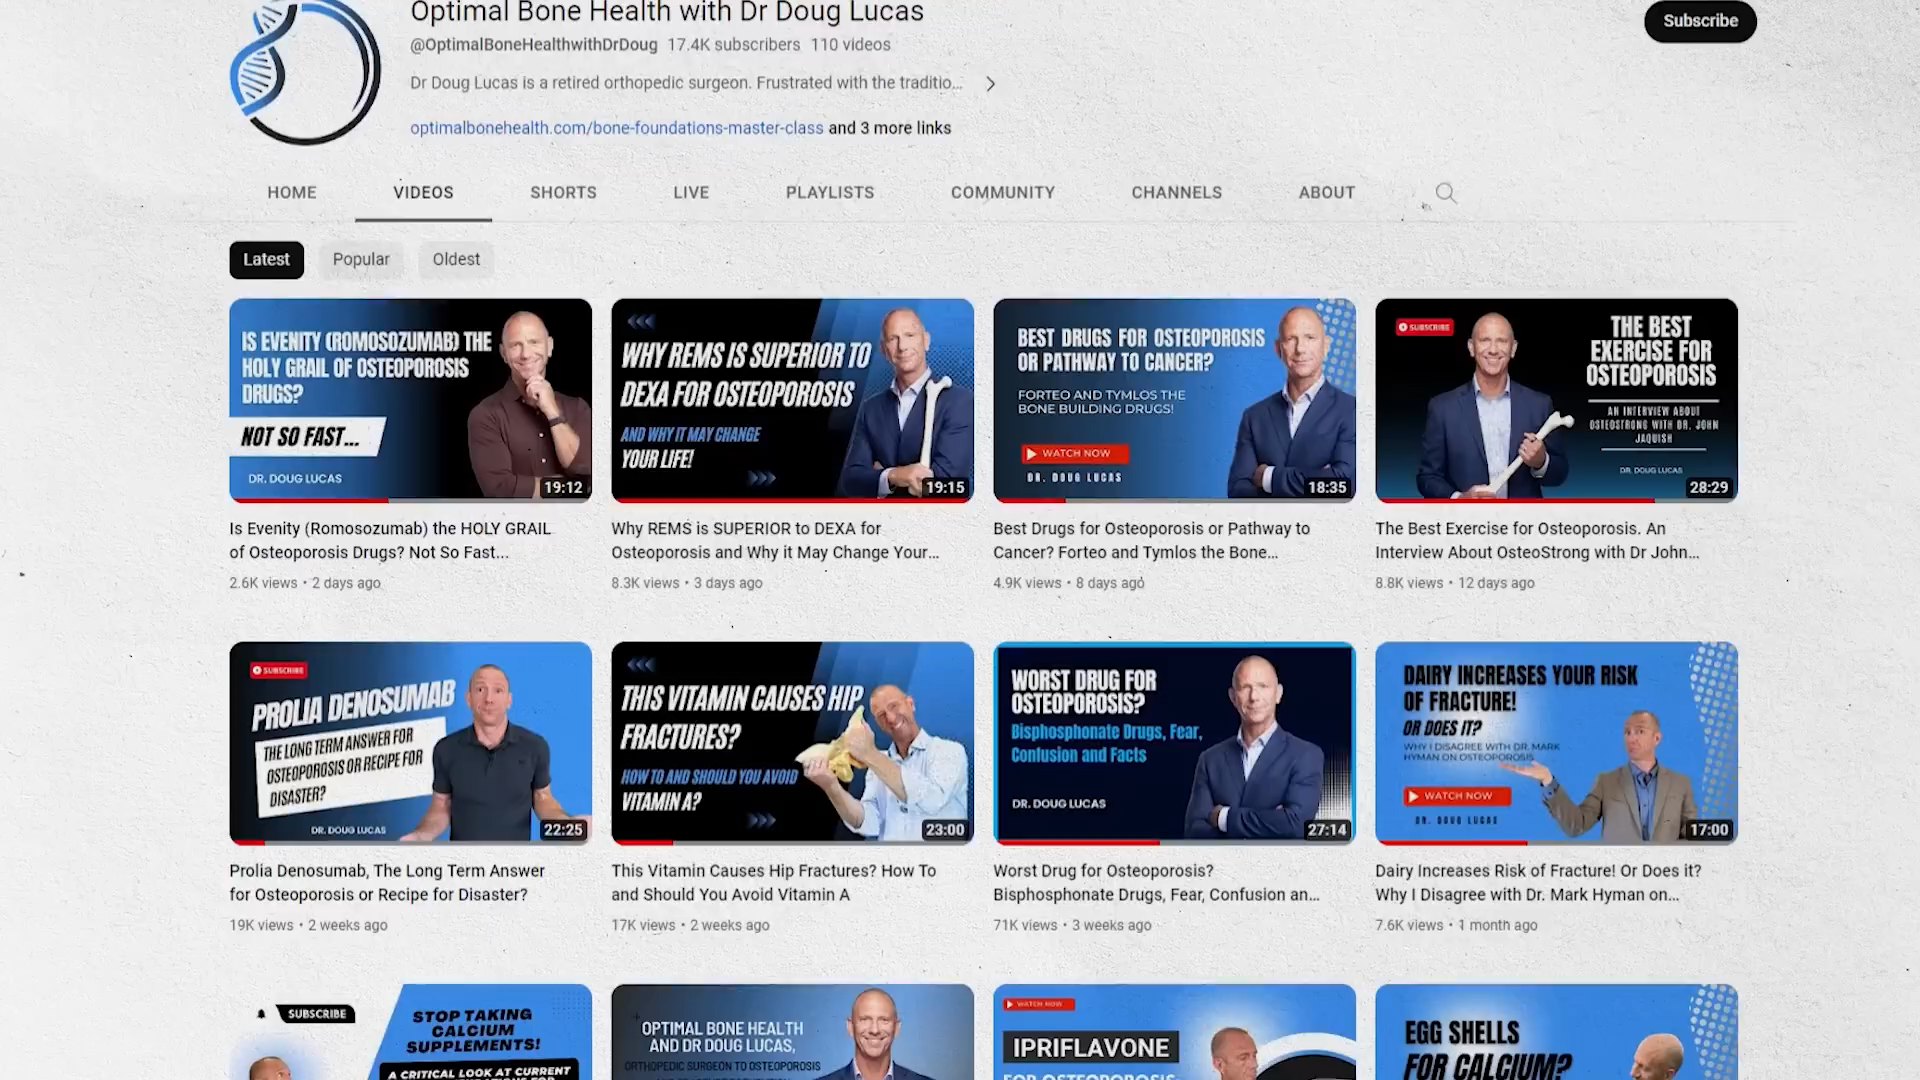 Optimal Bone Health with Dr Doug Lucas
@OptimalBoneHealthwithDrDoug 17.4K subscribers 110 videos
Subscribe
Dr Doug Lucas is a retired orthopedic surgeon. Frustrated with the traditio...
optimalbonehealth.com/bone-foundations-master-class and 3 more links
HOME VIDEOS SHORTS LIVE PLAYLISTS COMMUNITY CHANNELS ABOUT
Latest Popular Oldest
IS EVENITY (ROMOSOZUMAB) THE
HOLY GRAIL OF OSTEOPOROSIS
DRUGS?
NOT SO FAST...
DR. DOUG LUCAS
19:12
WHY REMS IS SUPERIOR TO
DEXA FOR OSTEOPOROSIS
AND WHY IT MAY CHANGE
YOUR LIFE!
19:15
BEST DRUGS FOR OSTEOPOROSIS
OR PATHWAY TO CANCER?
FORTEO AND TYMLOS THE
BONE BUILDING DRUGS!
WATCH NOW
DR. DOUG LUCAS
18:35
SUBSCRIBE
THE BEST
EXERCISE FOR
OSTEOPOROSIS
AN INTERVIEW ABOUT
OSTEOSTRONG WITH DR. JOHN
JAQUISH
DR. DOUG LUCAS
28:29
Is Evenity (Romosozumab) the HOLY GRAIL
of Osteoporosis Drugs? Not So Fast...
2.6K views • 2 days ago
Why REMS is SUPERIOR to DEXA for
Osteoporosis and Why it May Change Your...
8.3K views • 3 days ago
Best Drugs for Osteoporosis or Pathway to
Cancer? Forteo and Tymlos the Bone...
4.9K views • 8 days ago
The Best Exercise for Osteoporosis. An
Interview About OsteoStrong with Dr John...
8.8K views • 12 days ago
SUBSCRIBE
PROLIA DENOSUMAB
THE LONG TERM ANSWER FOR
OSTEOPOROSIS OR RECIPE FOR
DISASTER?
DR. DOUG LUCAS
22:25
THIS VITAMIN CAUSES HIP
FRACTURES?
HOW TO AND SHOULD YOU AVOID
VITAMIN A?
23:00
WORST DRUG FOR
OSTEOPOROSIS?
Bisphosphonate Drugs, Fear,
Confusion and Facts
DR. DOUG LUCAS
27:14
DAIRY INCREASES YOUR RISK
OF FRACTURE!
OR DOES IT?
WHY I DISAGREE WITH DR. MARK
HYMAN ON OSTEOPOROSIS
WATCH NOW
DR. DOUG LUCAS
17:00
Prolia Denosumab, The Long Term Answer
for Osteoporosis or Recipe for Disaster?
19K views • 2 weeks ago
This Vitamin Causes Hip Fractures? How To
and Should You Avoid Vitamin A
17K views • 2 weeks ago
Worst Drug for Osteoporosis?
Bisphosphonate Drugs, Fear, Confusion an...
71K views • 3 weeks ago
Dairy Increases Risk of Fracture! Or Does it?
Why I Disagree with Dr. Mark Hyman on...
7.6K views • 1 month ago
SUBSCRIBE
STOP TAKING
CALCIUM
SUPPLEMENTS!
A CRITICAL LOOK AT CURRENT
OPTIMAL BONE HEALTH
AND DR DOUG LUCAS,
ORTHOPEDIC SURGEON TO OSTEOPOROSIS
WATCH NOW
IPRIFLAVONE
FOR OSTEOPOROSIS
EGG SHELLS
FOR CALCIUM?